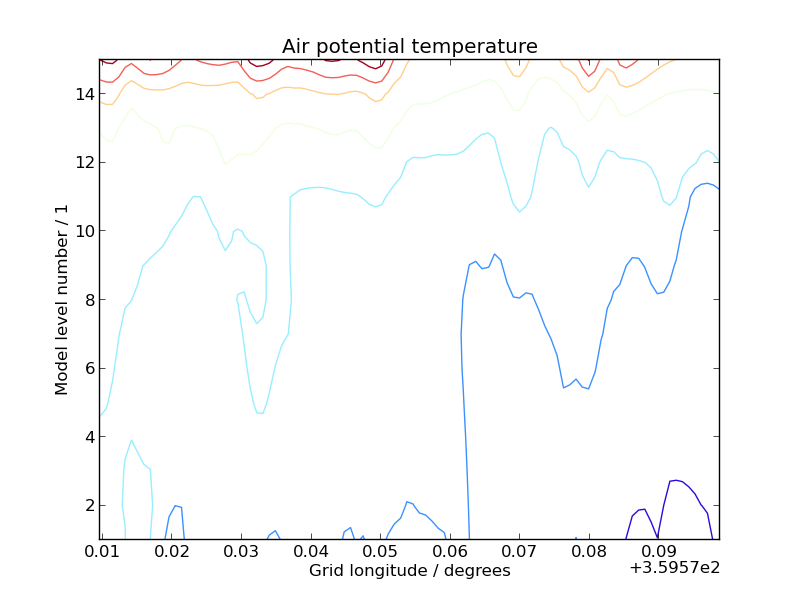 Air potential temperature
Model level number / 1
14
12
10
8
6
4
2
0.01 0.02 0.03 0.04 0.05 0.06 0.07 0.08 0.09
Grid longitude / degrees
+3.5957e2